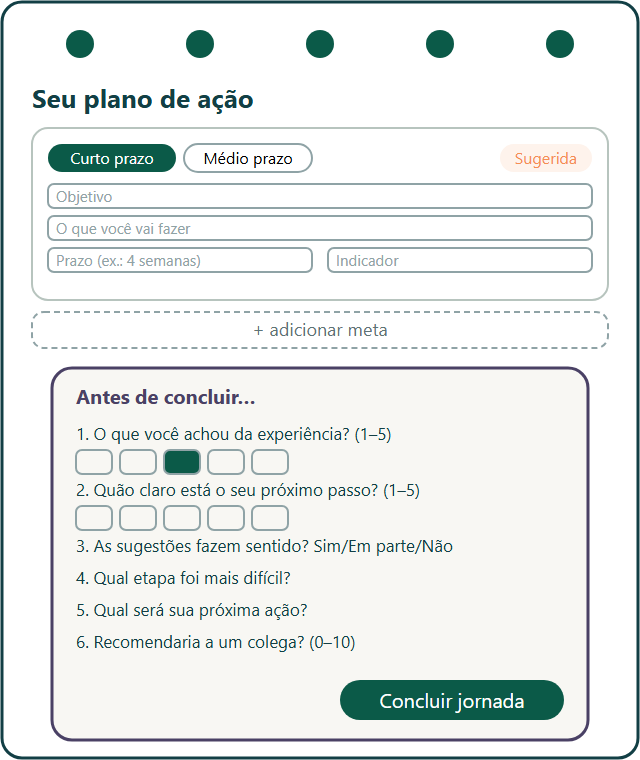 Seu plano de ação
Curto prazo Médio prazo Sugerida
Objetivo
O que você vai fazer
Prazo (ex.: 4 semanas) Indicador
+ adicionar meta
Antes de concluir...
1. O que você achou da experiência? (1–5)
2. Quão claro está o seu próximo passo? (1–5)
3. As sugestões fazem sentido? Sim/Em parte/Não
4. Qual etapa foi mais difícil?
5. Qual será sua próxima ação?
6. Recomendaria a um colega? (0–10)
Concluir jornada